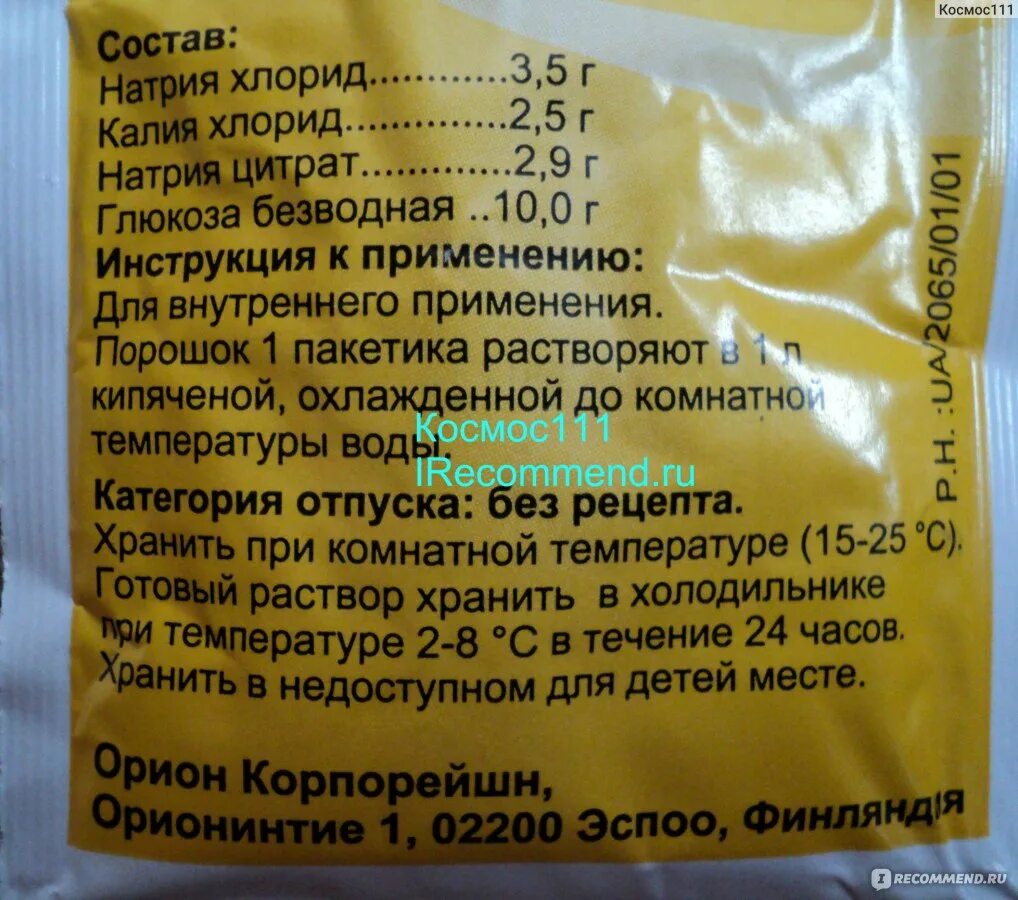 Космос111
Состав:
Натрия хлорид..............3,5 г
Калия хлорид................2,5 г
Натрия цитрат...............2,9 г
Глюкоза безводная ..10,0 г
Инструкция к применению:
Для внутреннего применения.
Порошок 1 пакетика растворяют в 1 л
кипяченой, охлажденной до комнатной
температуры воды.
Космос111
IRecommend.ru
Категория отпуска: без рецепта.
Хранить при комнатной температуре (15-25 °C).
Готовый раствор хранить в холодильнике
при температуре 2-8 °C в течение 24 часов.
Хранить в недоступном для детей месте.
Р.Н. :UA/2065/01/01
Орион Корпорейшн,
Орионинтие 1, 02200 Эспоо, Финляндія
IRECOMMEND.RU